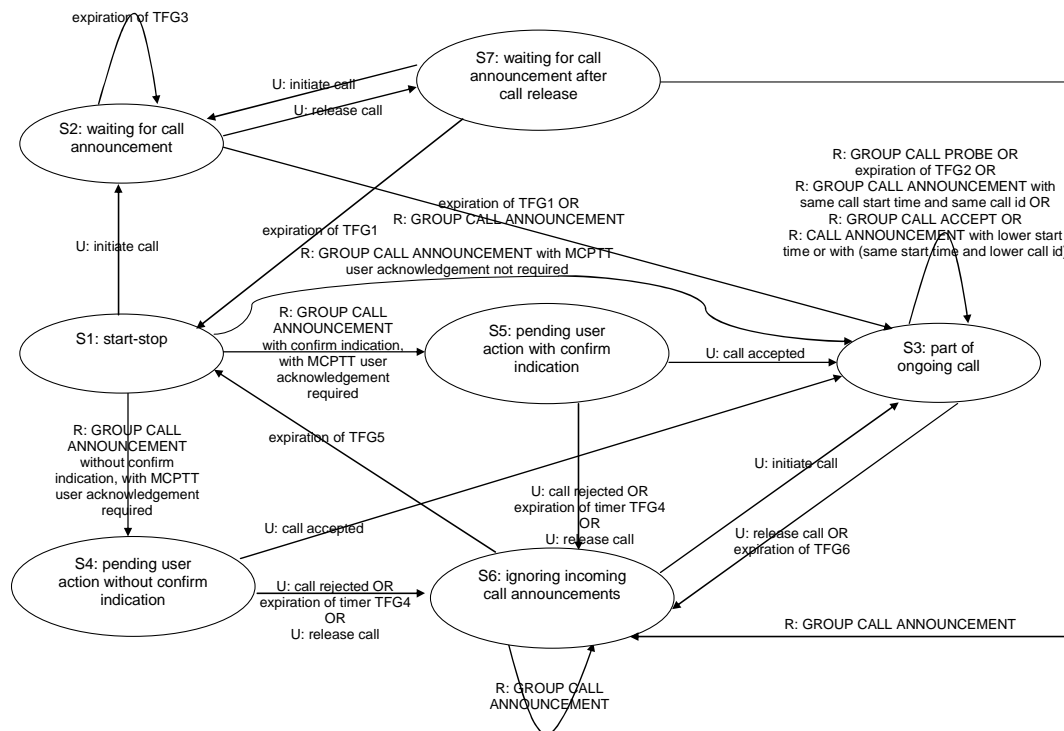 expiration of TFG3
S7: waiting for call
announcement after
call release
U: initiate call
U: release call
S2: waiting for call
announcement
R: GROUP CALL PROBE OR
expiration of TFG2 OR
R: GROUP CALL ANNOUNCEMENT with
same call start time and same call id OR
R: GROUP CALL ACCEPT OR
R: CALL ANNOUNCEMENT with lower start
time or with (same start time and lower call id)
expiration of TFG1 OR
R: GROUP CALL ANNOUNCEMENT
U: initiate call
expiration of TFG1
R: GROUP CALL ANNOUNCEMENT with MCPTT
user acknowledgement not required
S1: start-stop
R: GROUP CALL
ANNOUNCEMENT
with confirm indication,
with MCPTT user
acknowledgement
required
S5: pending user
action with confirm
indication
U: call accepted
S3: part of
ongoing call
R: GROUP CALL
ANNOUNCEMENT
without confirm
indication, with MCPTT
user acknowledgement
required
expiration of TFG5
U: initiate call
U: call rejected OR
expiration of timer TFG4
OR
U: release call
U: call accepted
U: release call OR
expiration of TFG6
S4: pending user
action without confirm
indication
U: call rejected OR
expiration of timer TFG4
OR
U: release call
S6: ignoring incoming
call announcements
R: GROUP CALL ANNOUNCEMENT
R: GROUP CALL
ANNOUNCEMENT